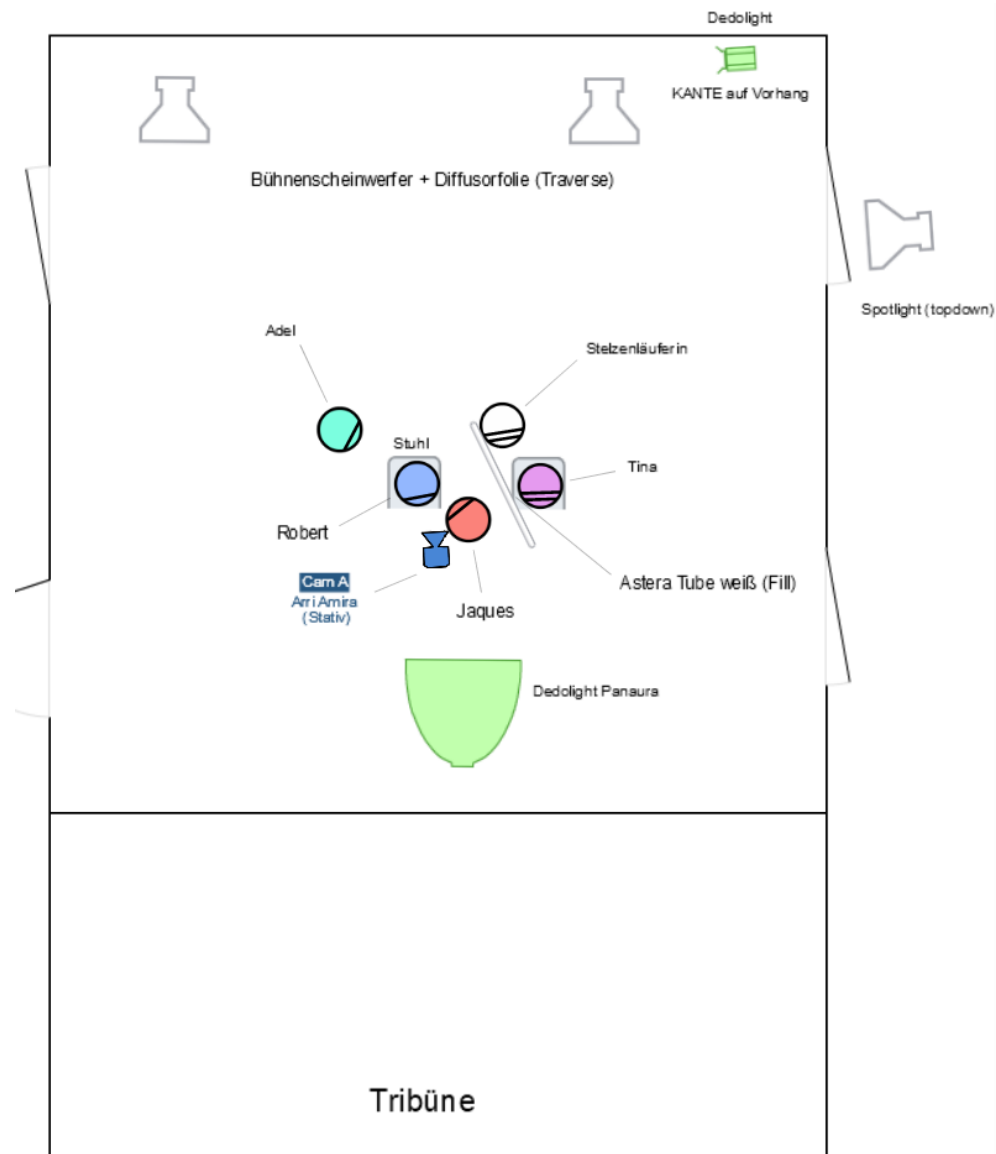 Dedolight
KANTE auf Vorhang
Bühnenscheinwerfer + Diffusorfolie (Traverse)
Spotlight (topdown)
Adel
Stelzenläuferin
Stuhl
Tina
Robert
Cam A
Arri Amira
(Stativ)
Jaques
Astera Tube weiß (Fill)
Dedolight Panaura
Tribüne